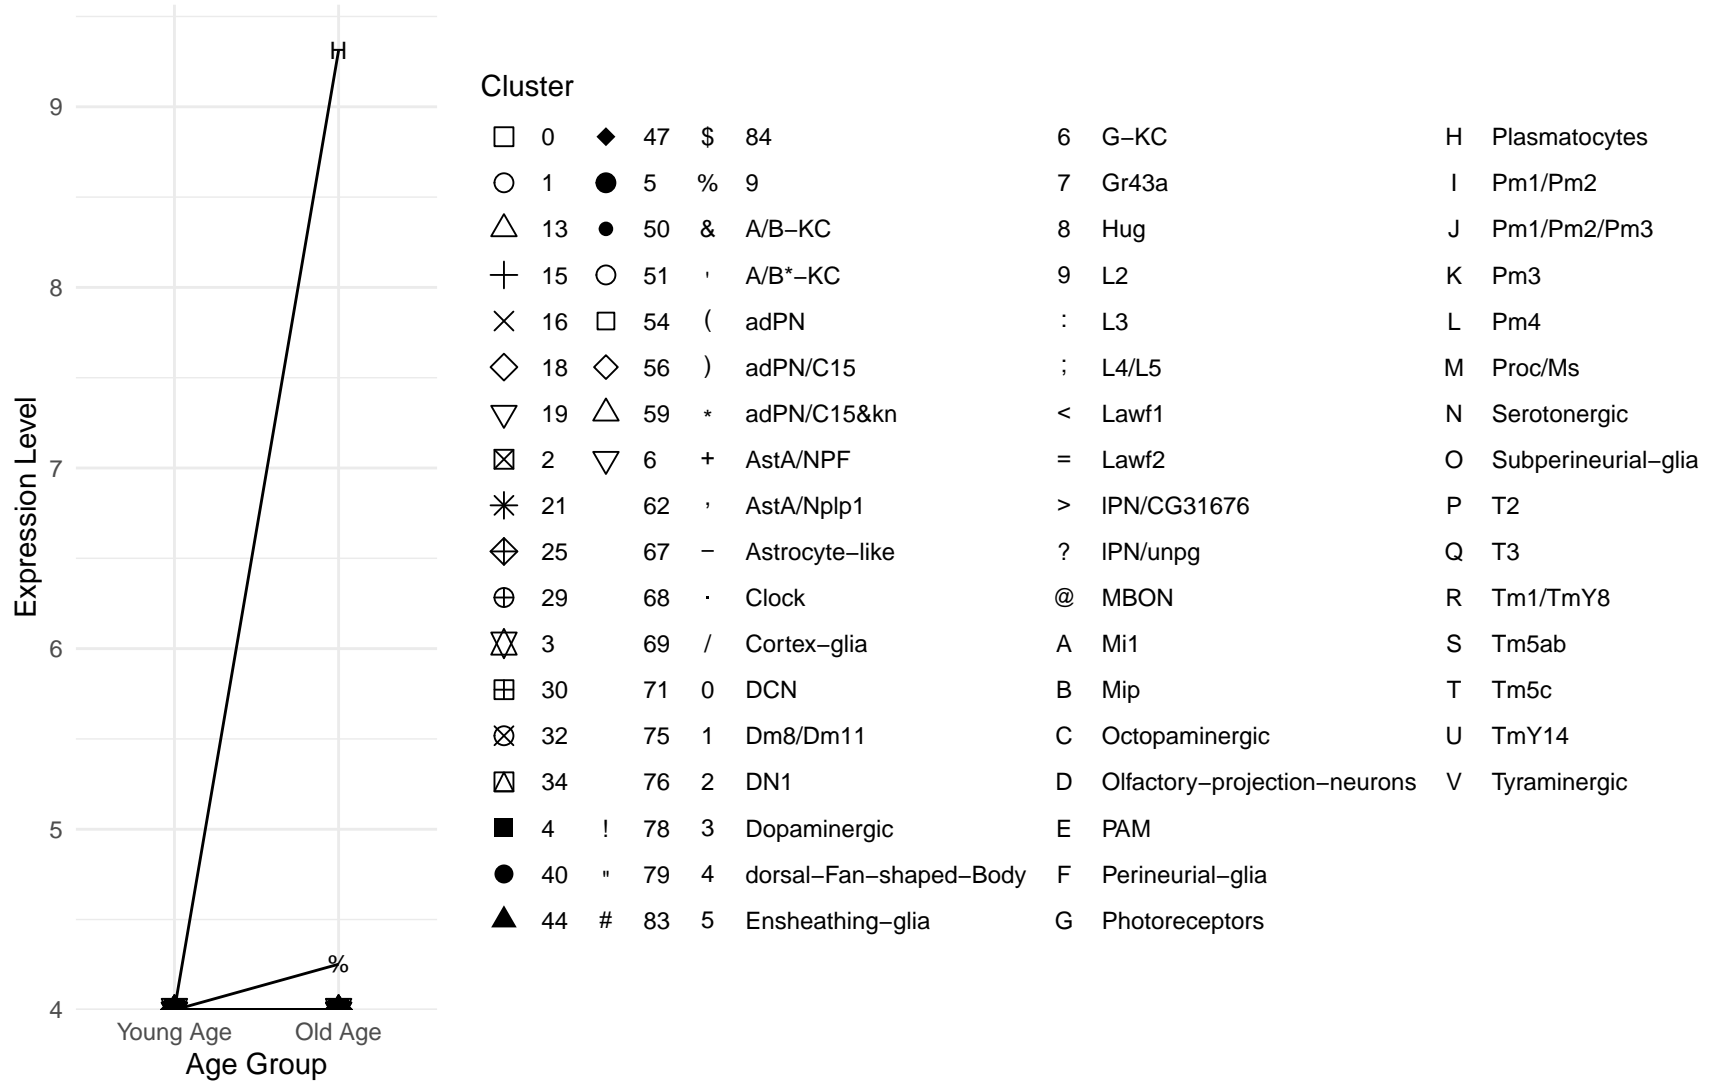 9
8
7
6
5
4
Expression Level
Young Age
Old Age
Age Group
H
%
Cluster
0
1
13
15
16
18
19
2
21
25
29
3
30
32
34
4
40
44
47
5
50
51
54
56
59
6
62
67
68
69
71
75
76
! 78
" 79
# 83
$ 84
% 9
& A/B−KC
' A/B*−KC
( adPN
) adPN/C15
* adPN/C15&kn
+ AstA/NPF
, AstA/Nplp1
− Astrocyte−like
. Clock
/ Cortex−glia
0 DCN
1 Dm8/Dm11
2 DN1
3 Dopaminergic
4 dorsal−Fan−shaped−Body
5 Ensheathing−glia
6 G−KC
7 Gr43a
8 Hug
9 L2
: L3
; L4/L5
< Lawf1
= Lawf2
> lPN/CG31676
? lPN/unpg
@ MBON
A Mi1
B Mip
C Octopaminergic
D Olfactory−projection−neurons
E PAM
F Perineurial−glia
G Photoreceptors
H Plasmatocytes
I Pm1/Pm2
J Pm1/Pm2/Pm3
K Pm3
L Pm4
M Proc/Ms
N Serotonergic
O Subperineurial−glia
P T2
Q T3
R Tm1/TmY8
S Tm5ab
T Tm5c
U TmY14
V Tyraminergic